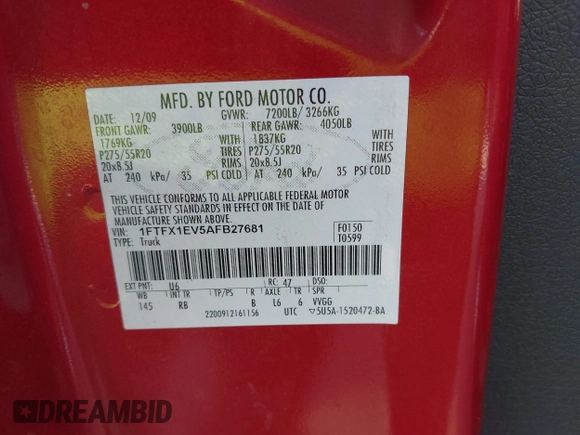 MFD. BY FORD MOTOR CO.
DATE: 12/09 GVWR: 7200LB/ 3266KG
FRONT GAWR: 3900LB REAR GAWR: 4050LB
1769KG WITH 1837KG WITH
P275/55R20 TIRES P275/55R20 TIRES
20x8.5J RIMS 20x8.5J RIMS
AT 240 kPa/ 35 PSI COLD AT 240 kPa/ 35 PSI COLD
THIS VEHICLE CONFORMS TO ALL APPLICABLE FEDERAL MOTOR
VEHICLE SAFETY STANDARDS IN EFFECT ON THE DATE OF
MANUFACTURE SHOWN ABOVE.
VIN: 1FTFX1EV5AFB27681 F0150
TYPE: Truck T0599
EXT PNT: U6 RC: 47 DSO:
WB INT TR TP/PS R AXLE TR SPR
145 RB B L6 6 VVGG
2200912161156 UTC ▽5U5A-1520472-BA
DREAMBID